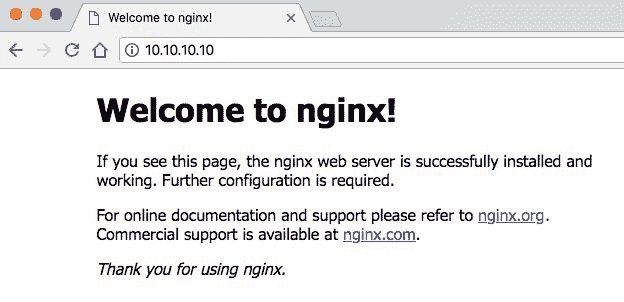 Welcome to nginx!
10.10.10.10
Welcome to nginx!
If you see this page, the nginx web server is successfully installed and
working. Further configuration is required.
For online documentation and support please refer to nginx.org.
Commercial support is available at nginx.com.
Thank you for using nginx.